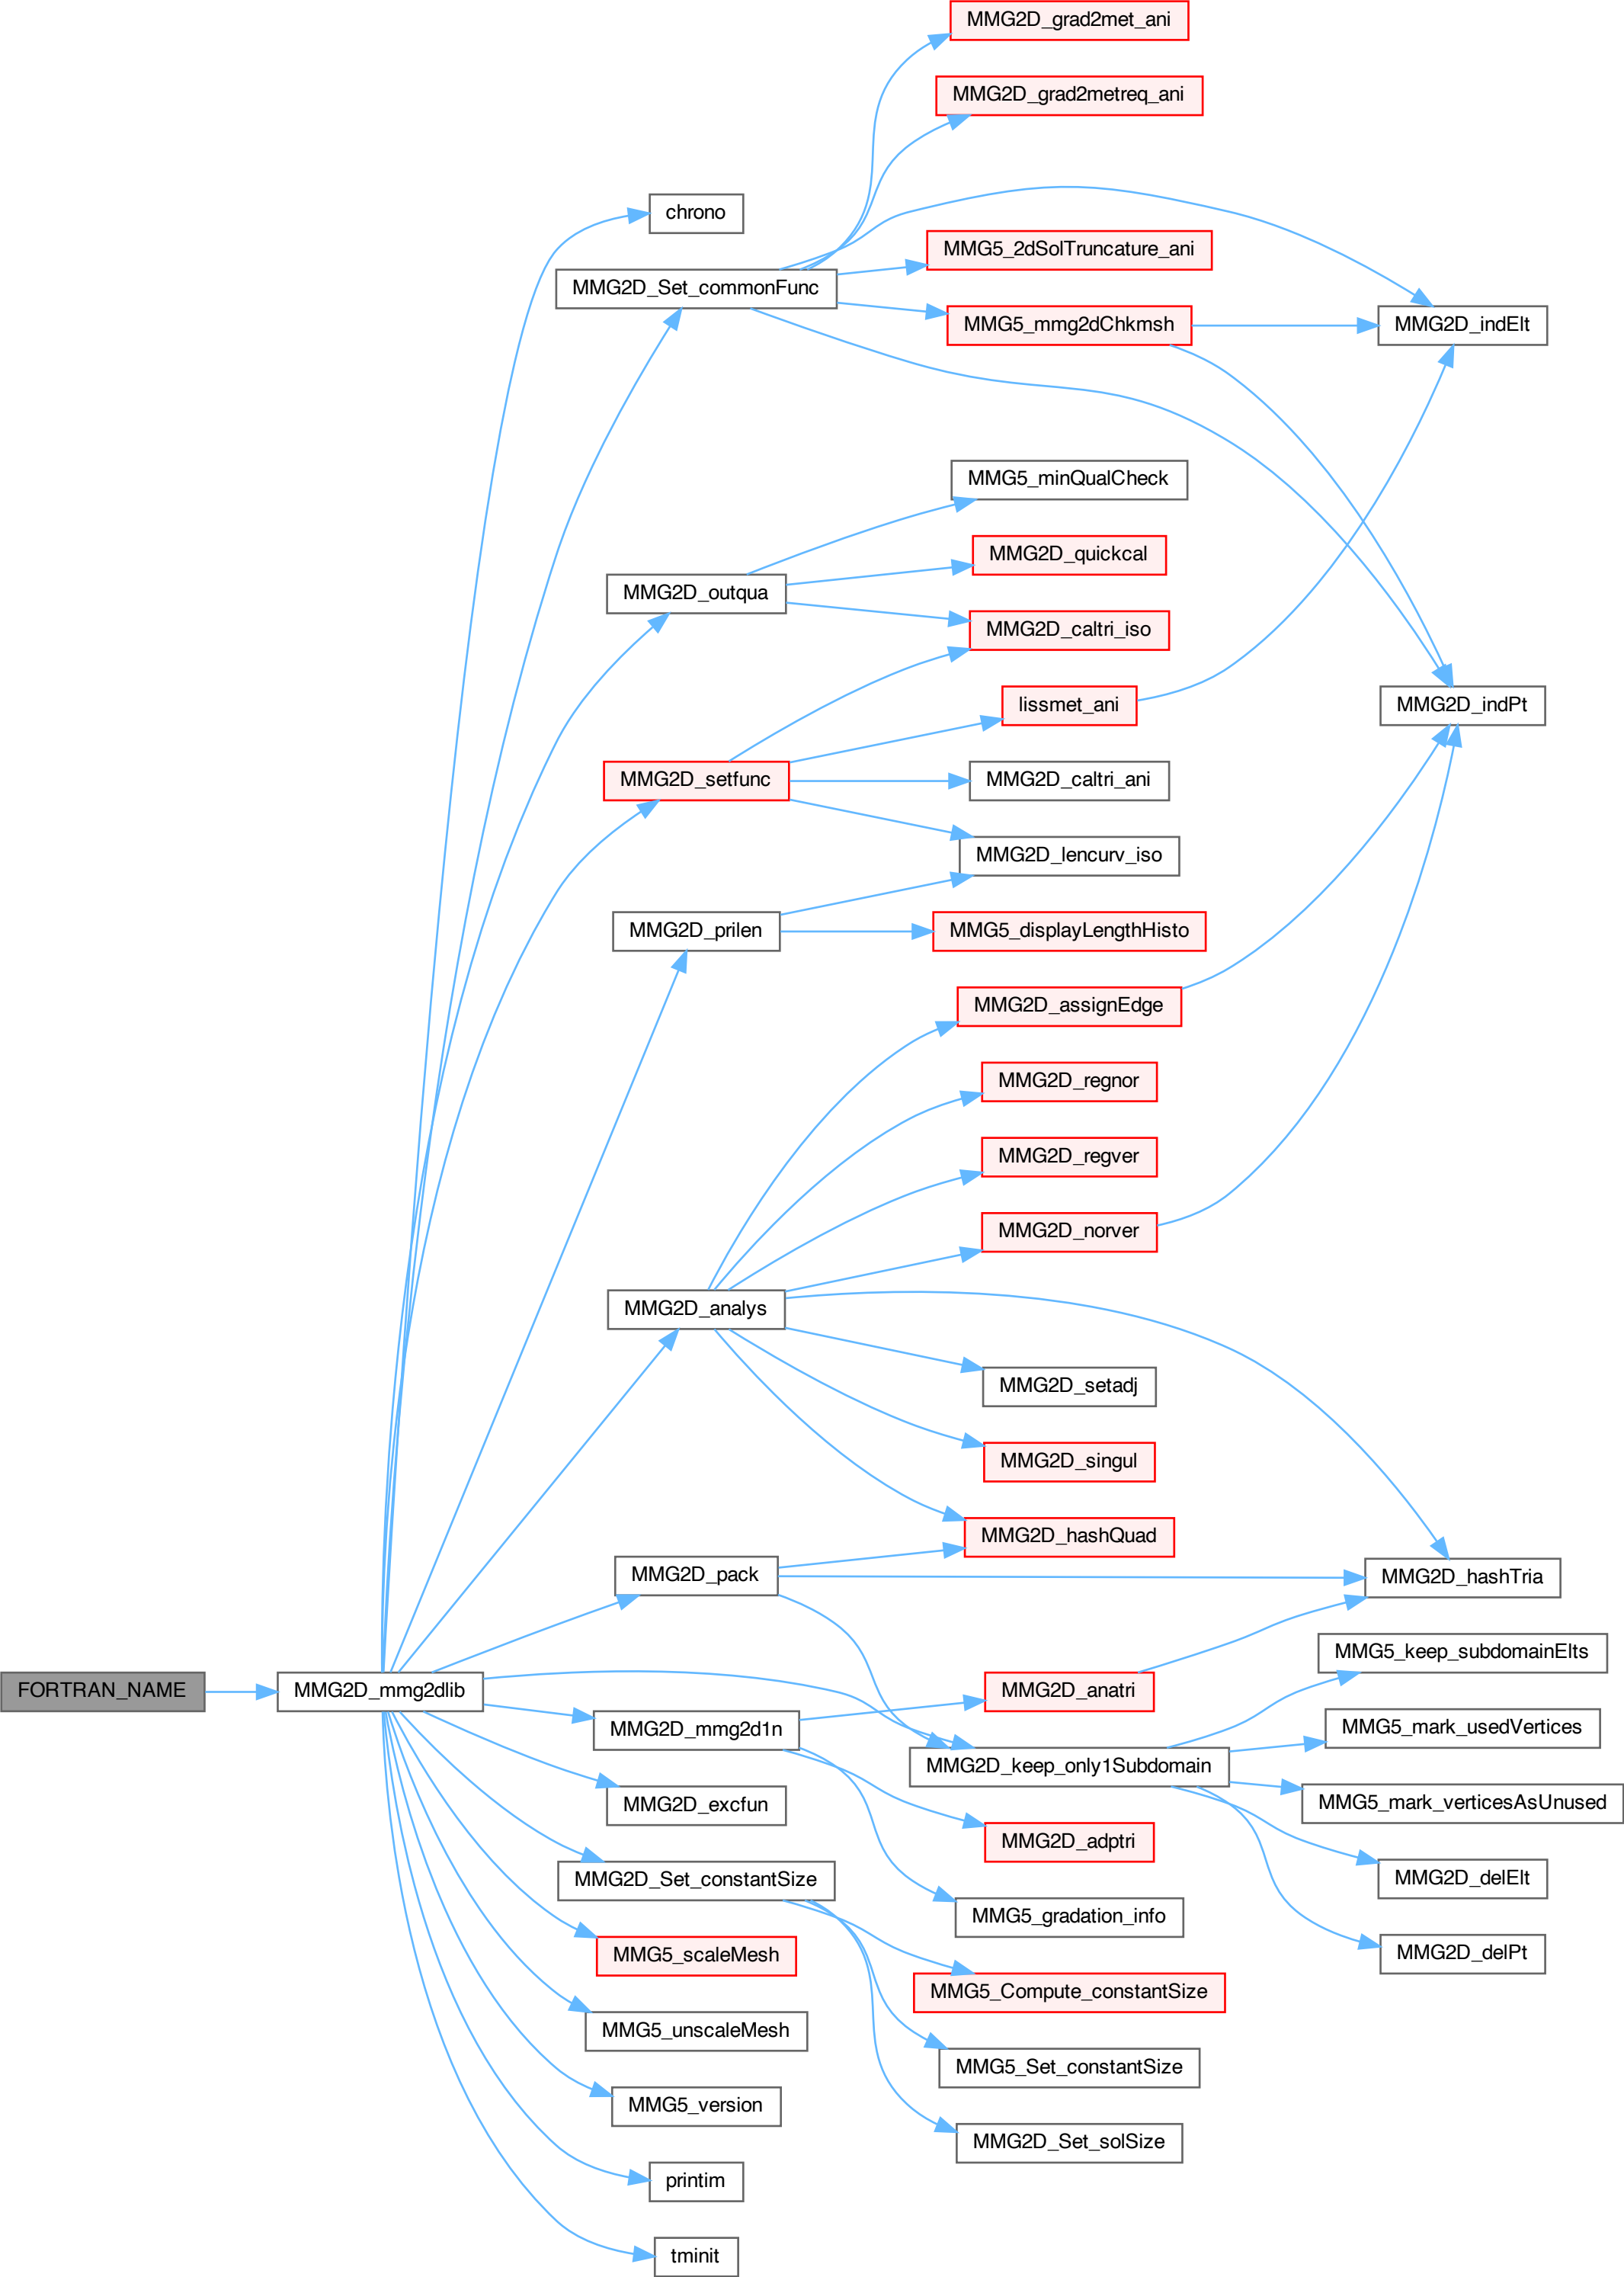 MMG2D_grad2met_ani
MMG2D_grad2metreq_ani
chrono
MMG5_2dSolTruncature_ani
MMG2D_Set_commonFunc
MMG5_mmg2dChkmsh
MMG2D_indElt
MMG5_minQualCheck
MMG2D_quickcal
MMG2D_outqua
MMG2D_caltri_iso
lissmet_ani
MMG2D_indPt
MMG2D_setfunc
MMG2D_caltri_ani
MMG2D_lencurv_iso
MMG2D_prilen
MMG5_displayLengthHisto
MMG2D_assignEdge
MMG2D_regnor
MMG2D_regver
MMG2D_norver
MMG2D_analys
MMG2D_setadj
MMG2D_singul
MMG2D_hashQuad
MMG2D_pack
MMG2D_hashTria
MMG5_keep_subdomainElts
FORTRAN_NAME
MMG2D_mmg2dlib
MMG2D_anatri
MMG2D_mmg2d1n
MMG5_mark_usedVertices
MMG2D_keep_only1Subdomain
MMG2D_excfun
MMG5_mark_verticesAsUnused
MMG2D_adptri
MMG2D_Set_constantSize
MMG2D_delElt
MMG5_gradation_info
MMG5_scaleMesh
MMG2D_delPt
MMG5_Compute_constantSize
MMG5_unscaleMesh
MMG5_Set_constantSize
MMG5_version
MMG2D_Set_solSize
printim
tminit